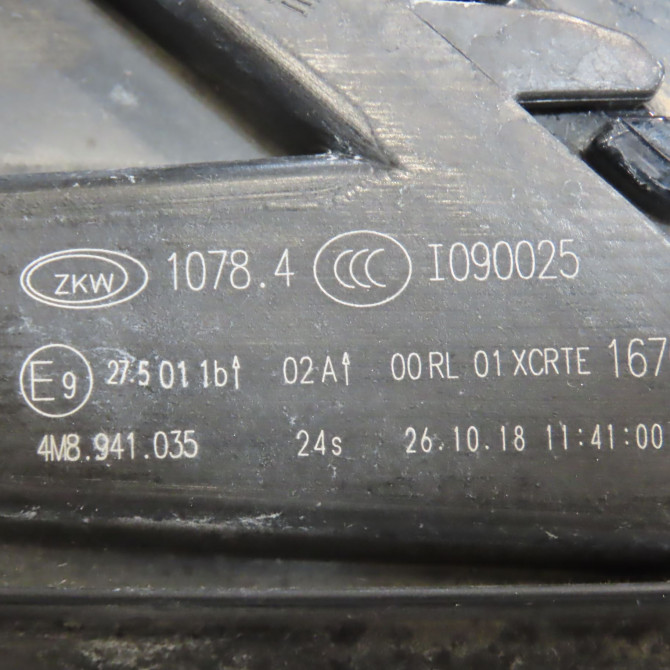 ZKW 1078.4 CCC I090025
E9 27.5 01 1b↑ 02A↑ 00RL 01XCRTE 167
4M8.941.035 24s 26.10.18 11:41:00